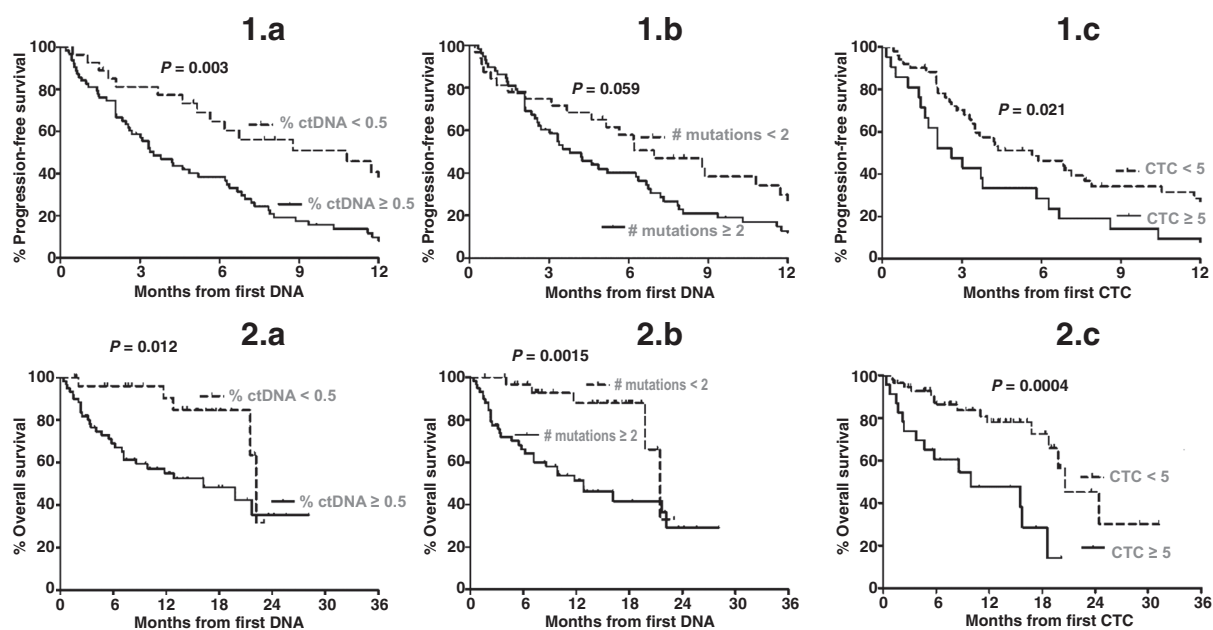 1.a
% Progression-free survival
100
80
60
40
20
0
P = 0.003
% ctDNA < 0.5
% ctDNA ≥ 0.5
0 3 6 9 12
Months from first DNA
1.b
% Progression-free survival
100
80
60
40
20
0
P = 0.059
# mutations < 2
# mutations ≥ 2
0 3 6 9 12
Months from first DNA
1.c
% Progression-free survival
100
80
60
40
20
0
P = 0.021
CTC < 5
CTC ≥ 5
0 3 6 9 12
Months from first CTC
2.a
% Overall survival
100
80
60
40
20
0
P = 0.012
% ctDNA < 0.5
% ctDNA ≥ 0.5
0 6 12 18 24 30 36
Months from first DNA
2.b
% Overall survival
100
80
60
40
20
0
P = 0.0015
# mutations < 2
# mutations ≥ 2
0 6 12 18 24 30 36
Months from first DNA
2.c
% Overall survival
100
80
60
40
20
0
P = 0.0004
CTC < 5
CTC ≥ 5
0 6 12 18 24 30 36
Months from first CTC